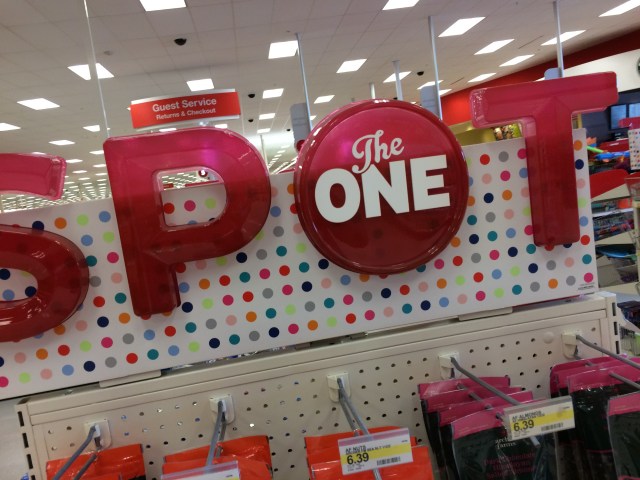 Guest Service
Returns & Checkout
SPOT
The
ONE
6.39
6.39